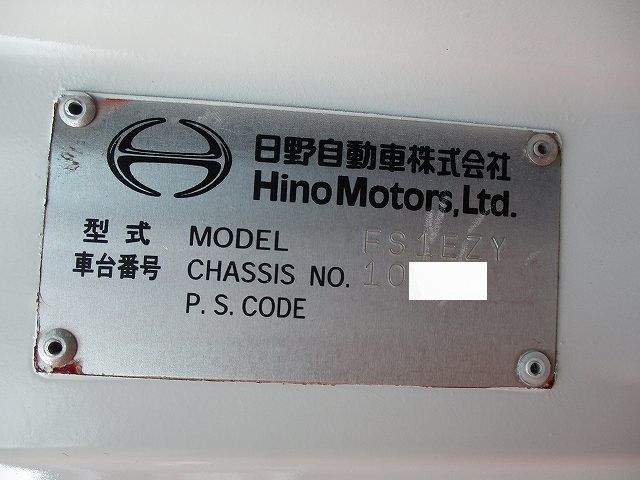 日野自動車株式会社
Hino Motors, Ltd.
型式 MODEL FS1EZY
車台番号 CHASSIS NO. 10
P. S. CODE